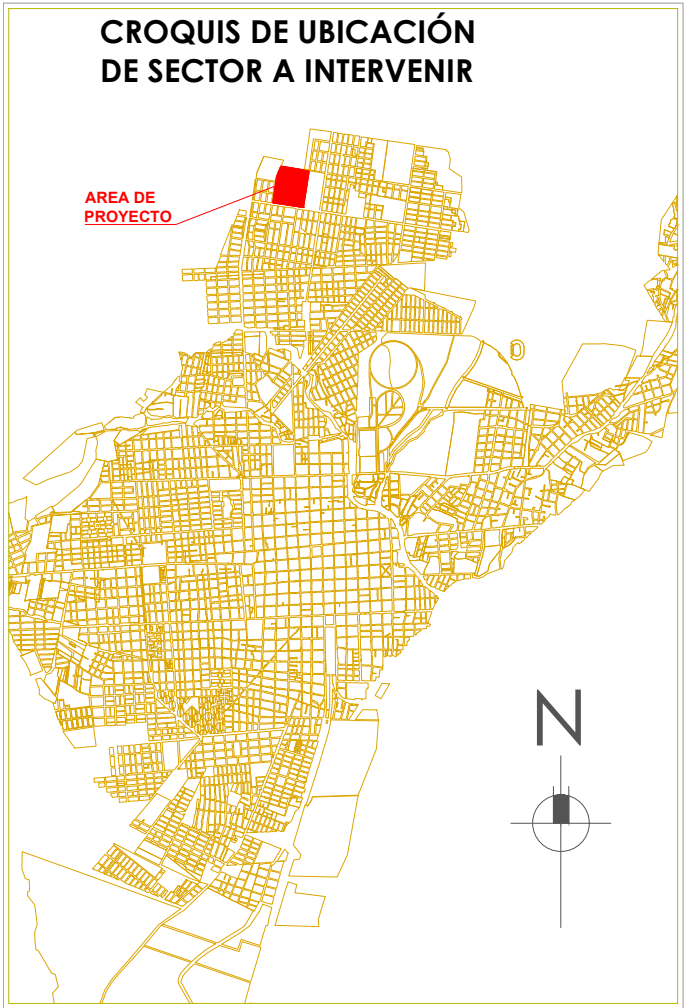 CROQUIS DE UBICACIÓN
DE SECTOR A INTERVENIR
AREA DE
PROYECTO
N